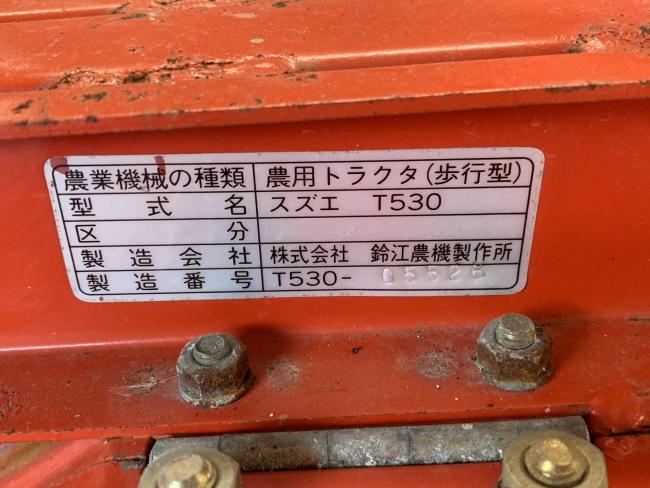 農業機械の種類 農用トラクタ(歩行型)
型式名 スズエ T530
区分
製造会社 株式会社 鈴江農機製作所
製造番号 T530- 05528